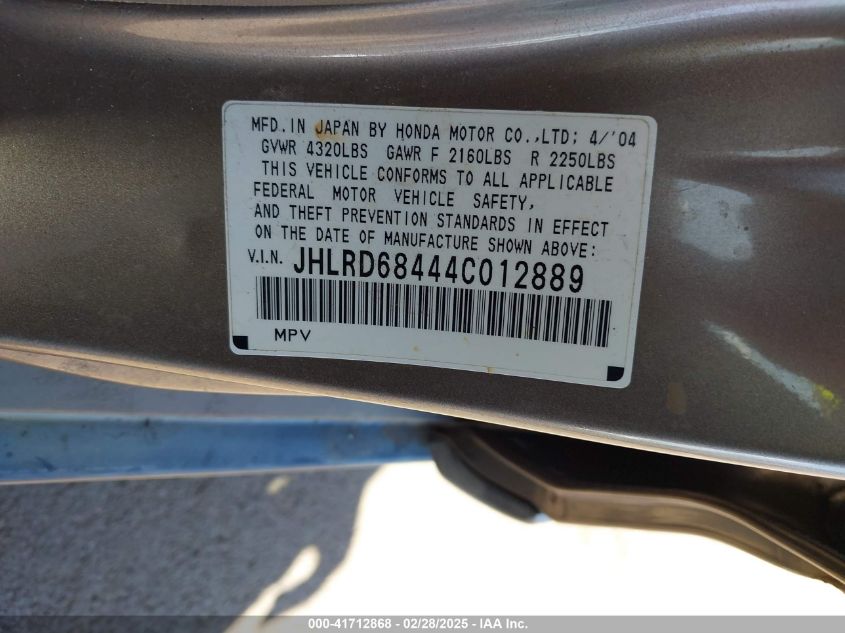 MFD.IN JAPAN BY HONDA MOTOR CO.,LTD; 4/'04
GVWR 4320LBS GAWR F 2160LBS R 2250LBS
THIS VEHICLE CONFORMS TO ALL APPLICABLE
FEDERAL MOTOR VEHICLE SAFETY,
AND THEFT PREVENTION STANDARDS IN EFFECT
ON THE DATE OF MANUFACTURE SHOWN ABOVE:
V.I.N. JHLRD68444C012889
MPV
000-41712868 - 02/28/2025 - IAA Inc.